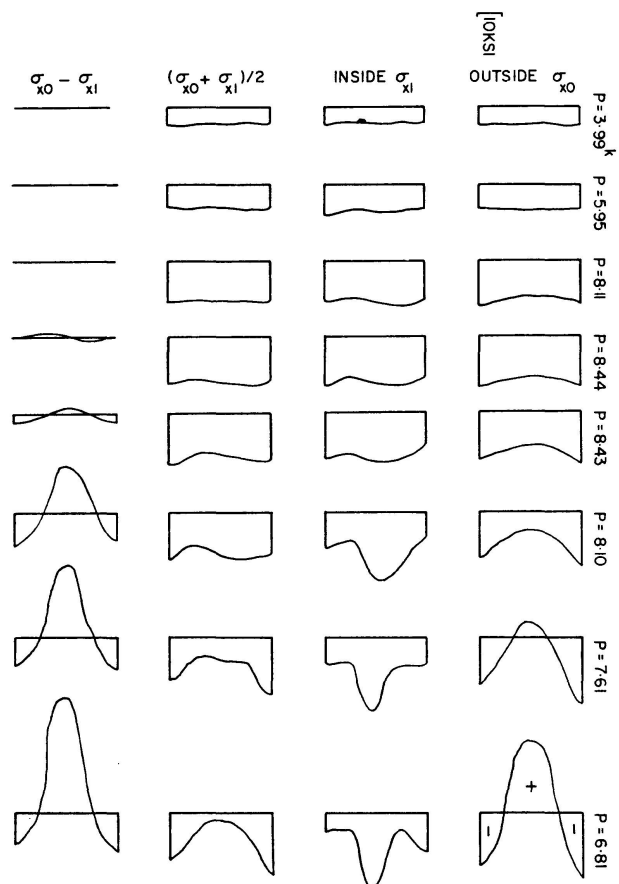 [10KSI
σx0 − σx1
(σx0 + σx1)/2
INSIDE σx1
OUTSIDE σx0
P=3·99k
P=5·95
P=8·11
P=8·44
P=8·43
P=8·10
P=7·61
P=6·81
+
−
−